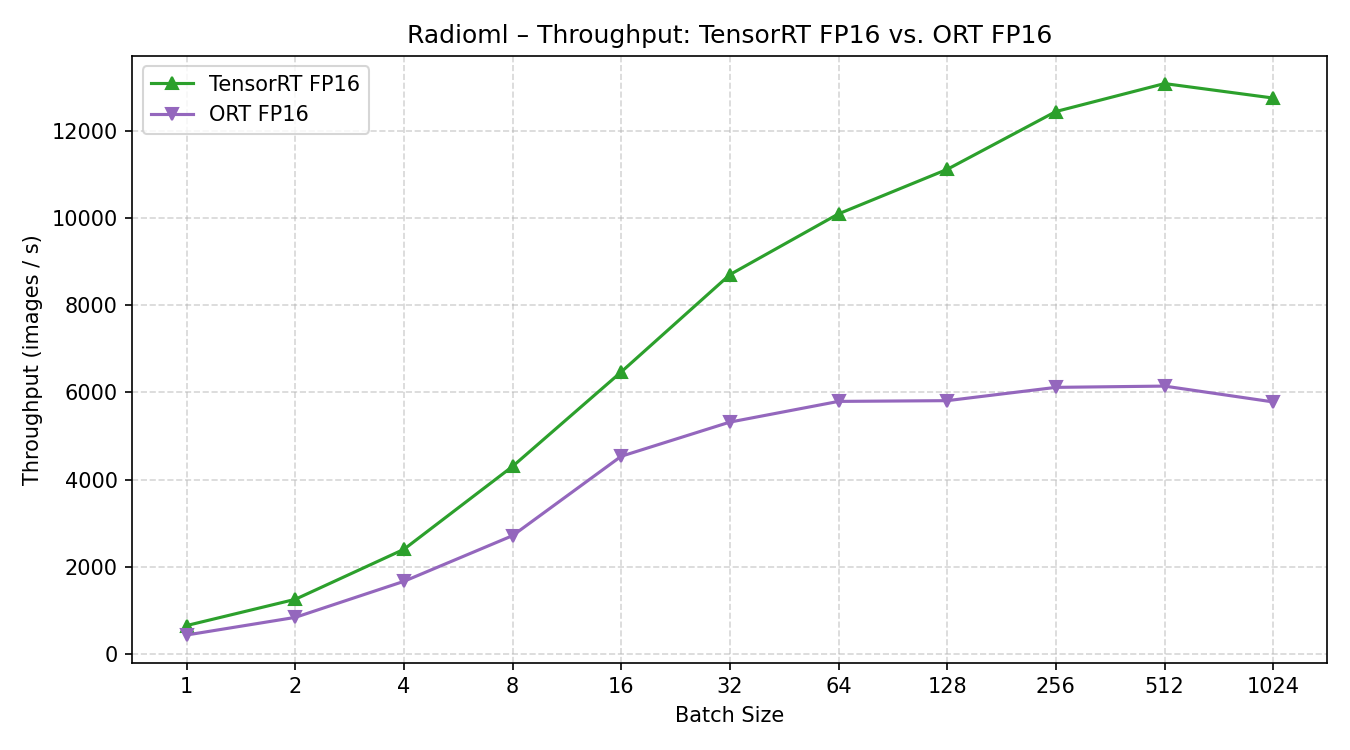 Radioml – Throughput: TensorRT FP16 vs. ORT FP16
TensorRT FP16
ORT FP16
Throughput (images / s)
12000
10000
8000
6000
4000
2000
0
1 2 4 8 16 32 64 128 256 512 1024
Batch Size